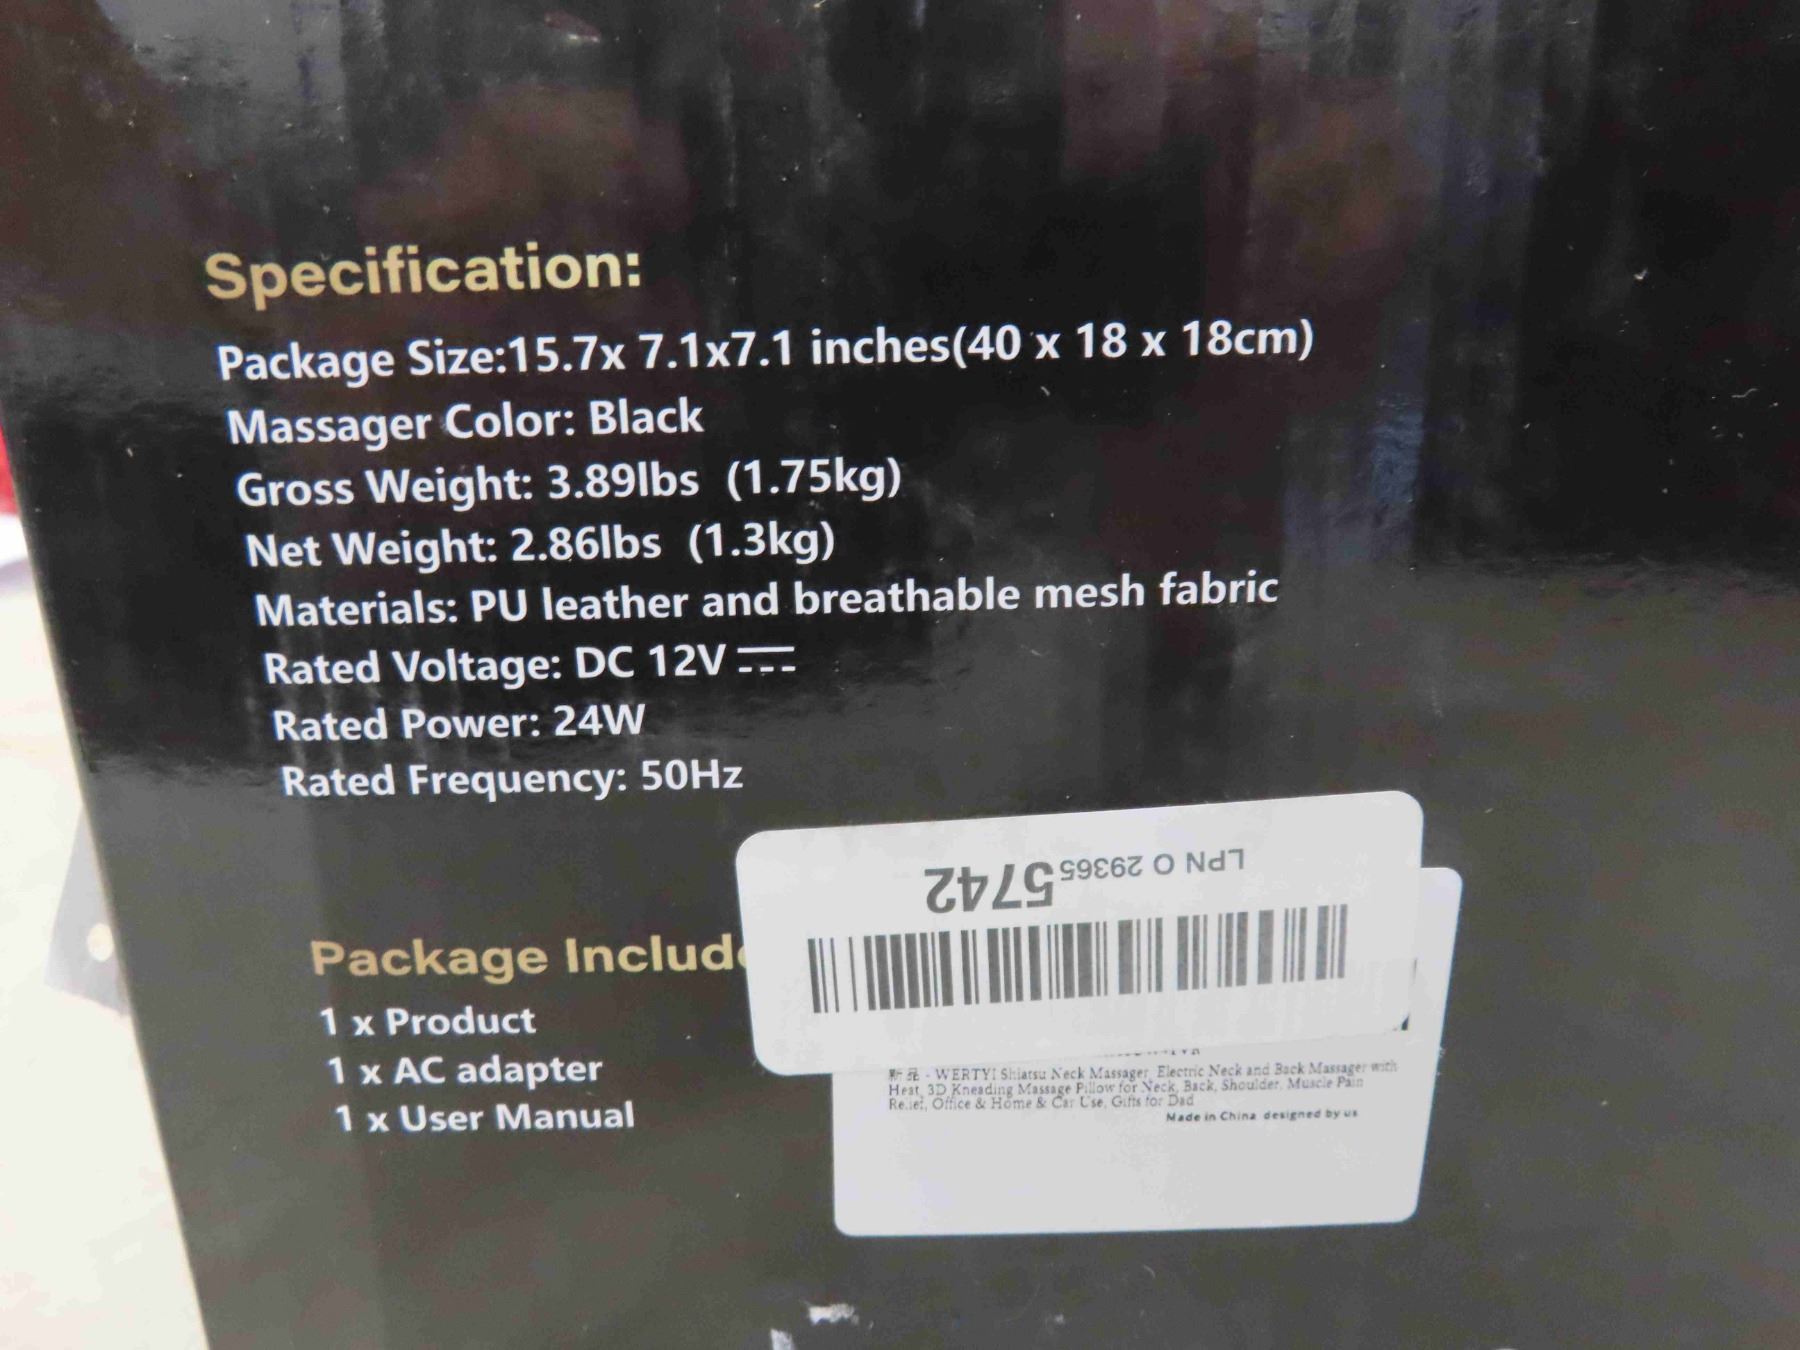 Specification:
Package Size:15.7x 7.1x7.1 inches(40 x 18 x 18cm)
Massager Color: Black
Gross Weight: 3.89lbs (1.75kg)
Net Weight: 2.86lbs (1.3kg)
Materials: PU leather and breathable mesh fabric
Rated Voltage: DC 12V
Rated Power: 24W
Rated Frequency: 50Hz
LPN O 293655742
Package Include
1 x Product
1 x AC adapter
1 x User Manual
新品 - WERTYI Shiatsu Neck Massager, Electric Neck and Back Massager with
Heat, 3D Kneading Massage Pillow for Neck, Back, Shoulder, Muscle Pain
Relief, Office & Home & Car Use, Gifts for Dad
Made in China designed by us